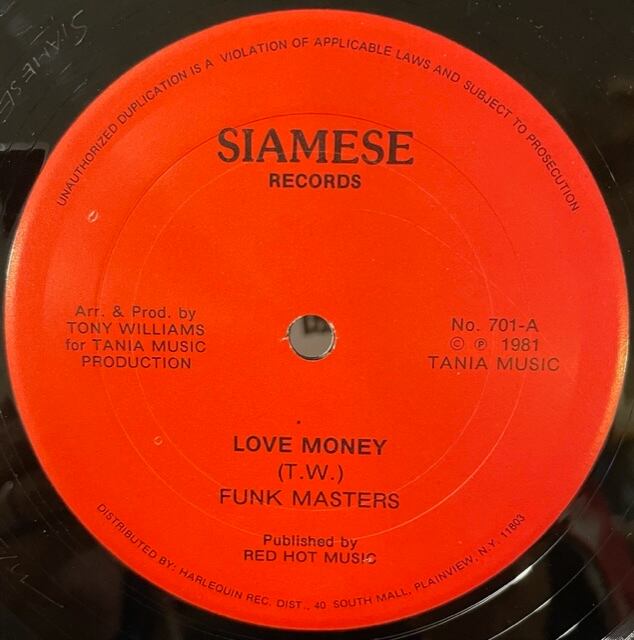 SIAMESE
UNAUTHORIZED DUPLICATION IS A VIOLATION OF APPLICABLE LAWS AND SUBJECT TO PROSECUTION
SIAMESE
RECORDS
Arr. & Prod. by
TONY WILLIAMS
for TANIA MUSIC
PRODUCTION
No. 701-A
© ℗ 1981
TANIA MUSIC
LOVE MONEY
(T.W.)
FUNK MASTERS
Published by
RED HOT MUSIC
DISTRIBUTED BY: HARLEQUIN REC. DIST., 40 SOUTH MALL, PLAINVIEW, N.Y. 11803